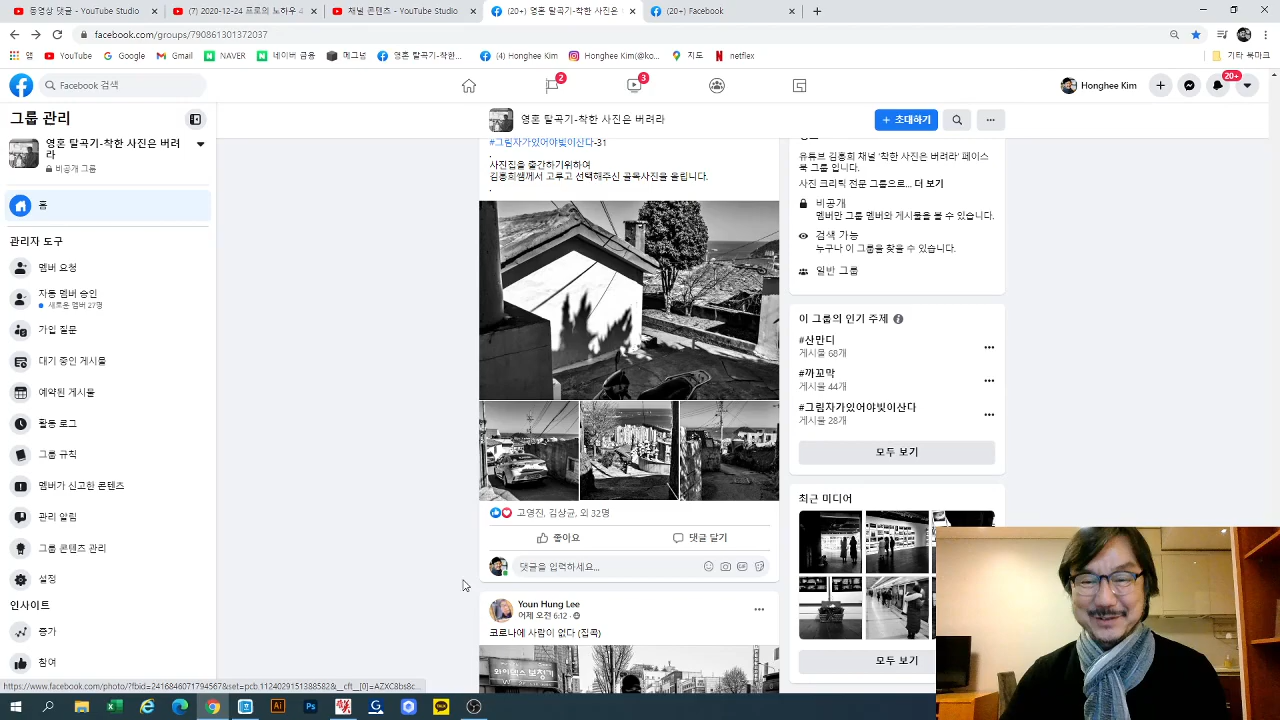 동영상 댓글 - YouTube Studio
(7) 2020-12-24 프로의 노하우 4
채널 콘텐츠 - YouTube Studio
(20+) 영혼 탈곡기-착한 사진은
(20+) Facebook
facebook.com/groups/790861301372037
앱
YouTube
Google
Gmail
NAVER
네이버 금융
메그넘
영혼 탈곡기-착한...
(4) Honghee Kim
Honghee Kim(@ko...
지도
netflix
기타 북마크
Facebook 검색
2
3
Honghee Kim
20+
그룹 관리
영혼 탈곡기-착한 사진은 버려
라
비공개 그룹
홈
관리자 도구
멤버 요청
자동 멤버 승인
새로운 멤버 27명
가입 질문
대기 중인 게시물
예약된 게시물
활동 로그
그룹 규칙
멤버가 신고한 콘텐츠
관리 알림
그룹 콘텐츠 관리
설정
인사이트
증가
참여
영혼 탈곡기-착한 사진은 버려라
초대하기
#그림자가있어야빛이산다-31
.
사진집을 출간하기위하여
김홍희쌤께서 고루고 선택해주신 골목사진을 올립니다.
.
고영진, 김상균, 외 32명
좋아요
댓글 달기
댓글을 입력하세요...
GIF
Youn Hung Lee
어제 오전 6:12
코로나에 사람이 없다 (집콕)
유튜브 김홍희 채널 '착한 사진은 버려라' 페이스
북 그룹 입니다.
사진 크리틱 전문 그룹으로... 더 보기
비공개
멤버만 그룹 멤버와 게시물을 볼 수 있습니다.
검색 가능
누구나 이 그룹을 찾을 수 있습니다.
일반 그룹
이 그룹의 인기 주제
#산만디
게시물 68개
#까꼬막
게시물 44개
#그림자가있어야빛이산다
게시물 28개
모두 보기
최근 미디어
모두 보기